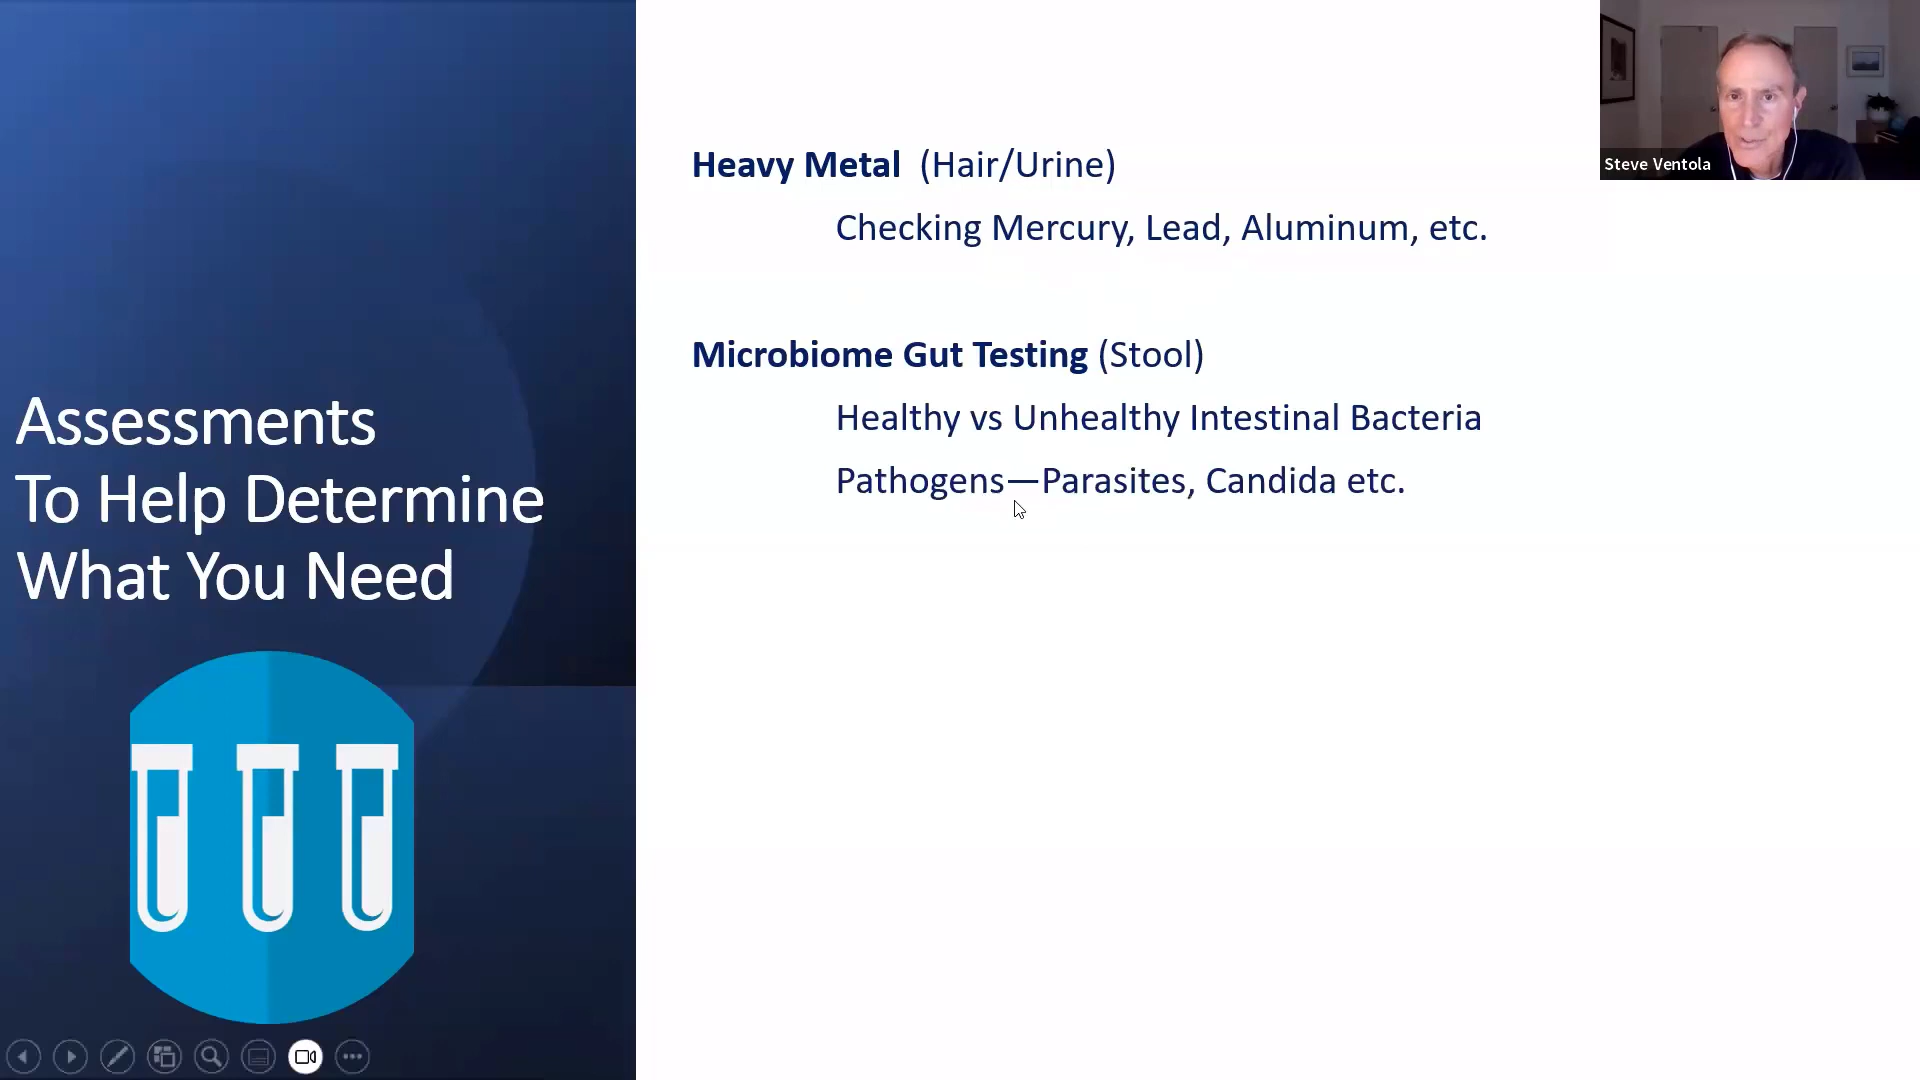 Assessments
To Help Determine
What You Need
Heavy Metal (Hair/Urine)
Checking Mercury, Lead, Aluminum, etc.
Microbiome Gut Testing (Stool)
Healthy vs Unhealthy Intestinal Bacteria
Pathogens—Parasites, Candida etc.
Steve Ventola